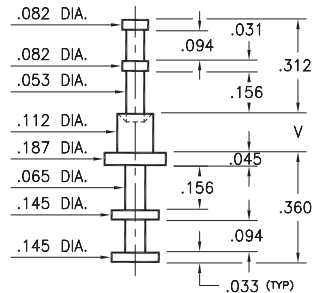 .082 DIA.
.031
.094
.312
.082 DIA.
.053 DIA.
.156
.112 DIA.
V
.187 DIA.
.045
.065 DIA.
.156
.360
.145 DIA.
.094
.145 DIA.
.033 (TYP)